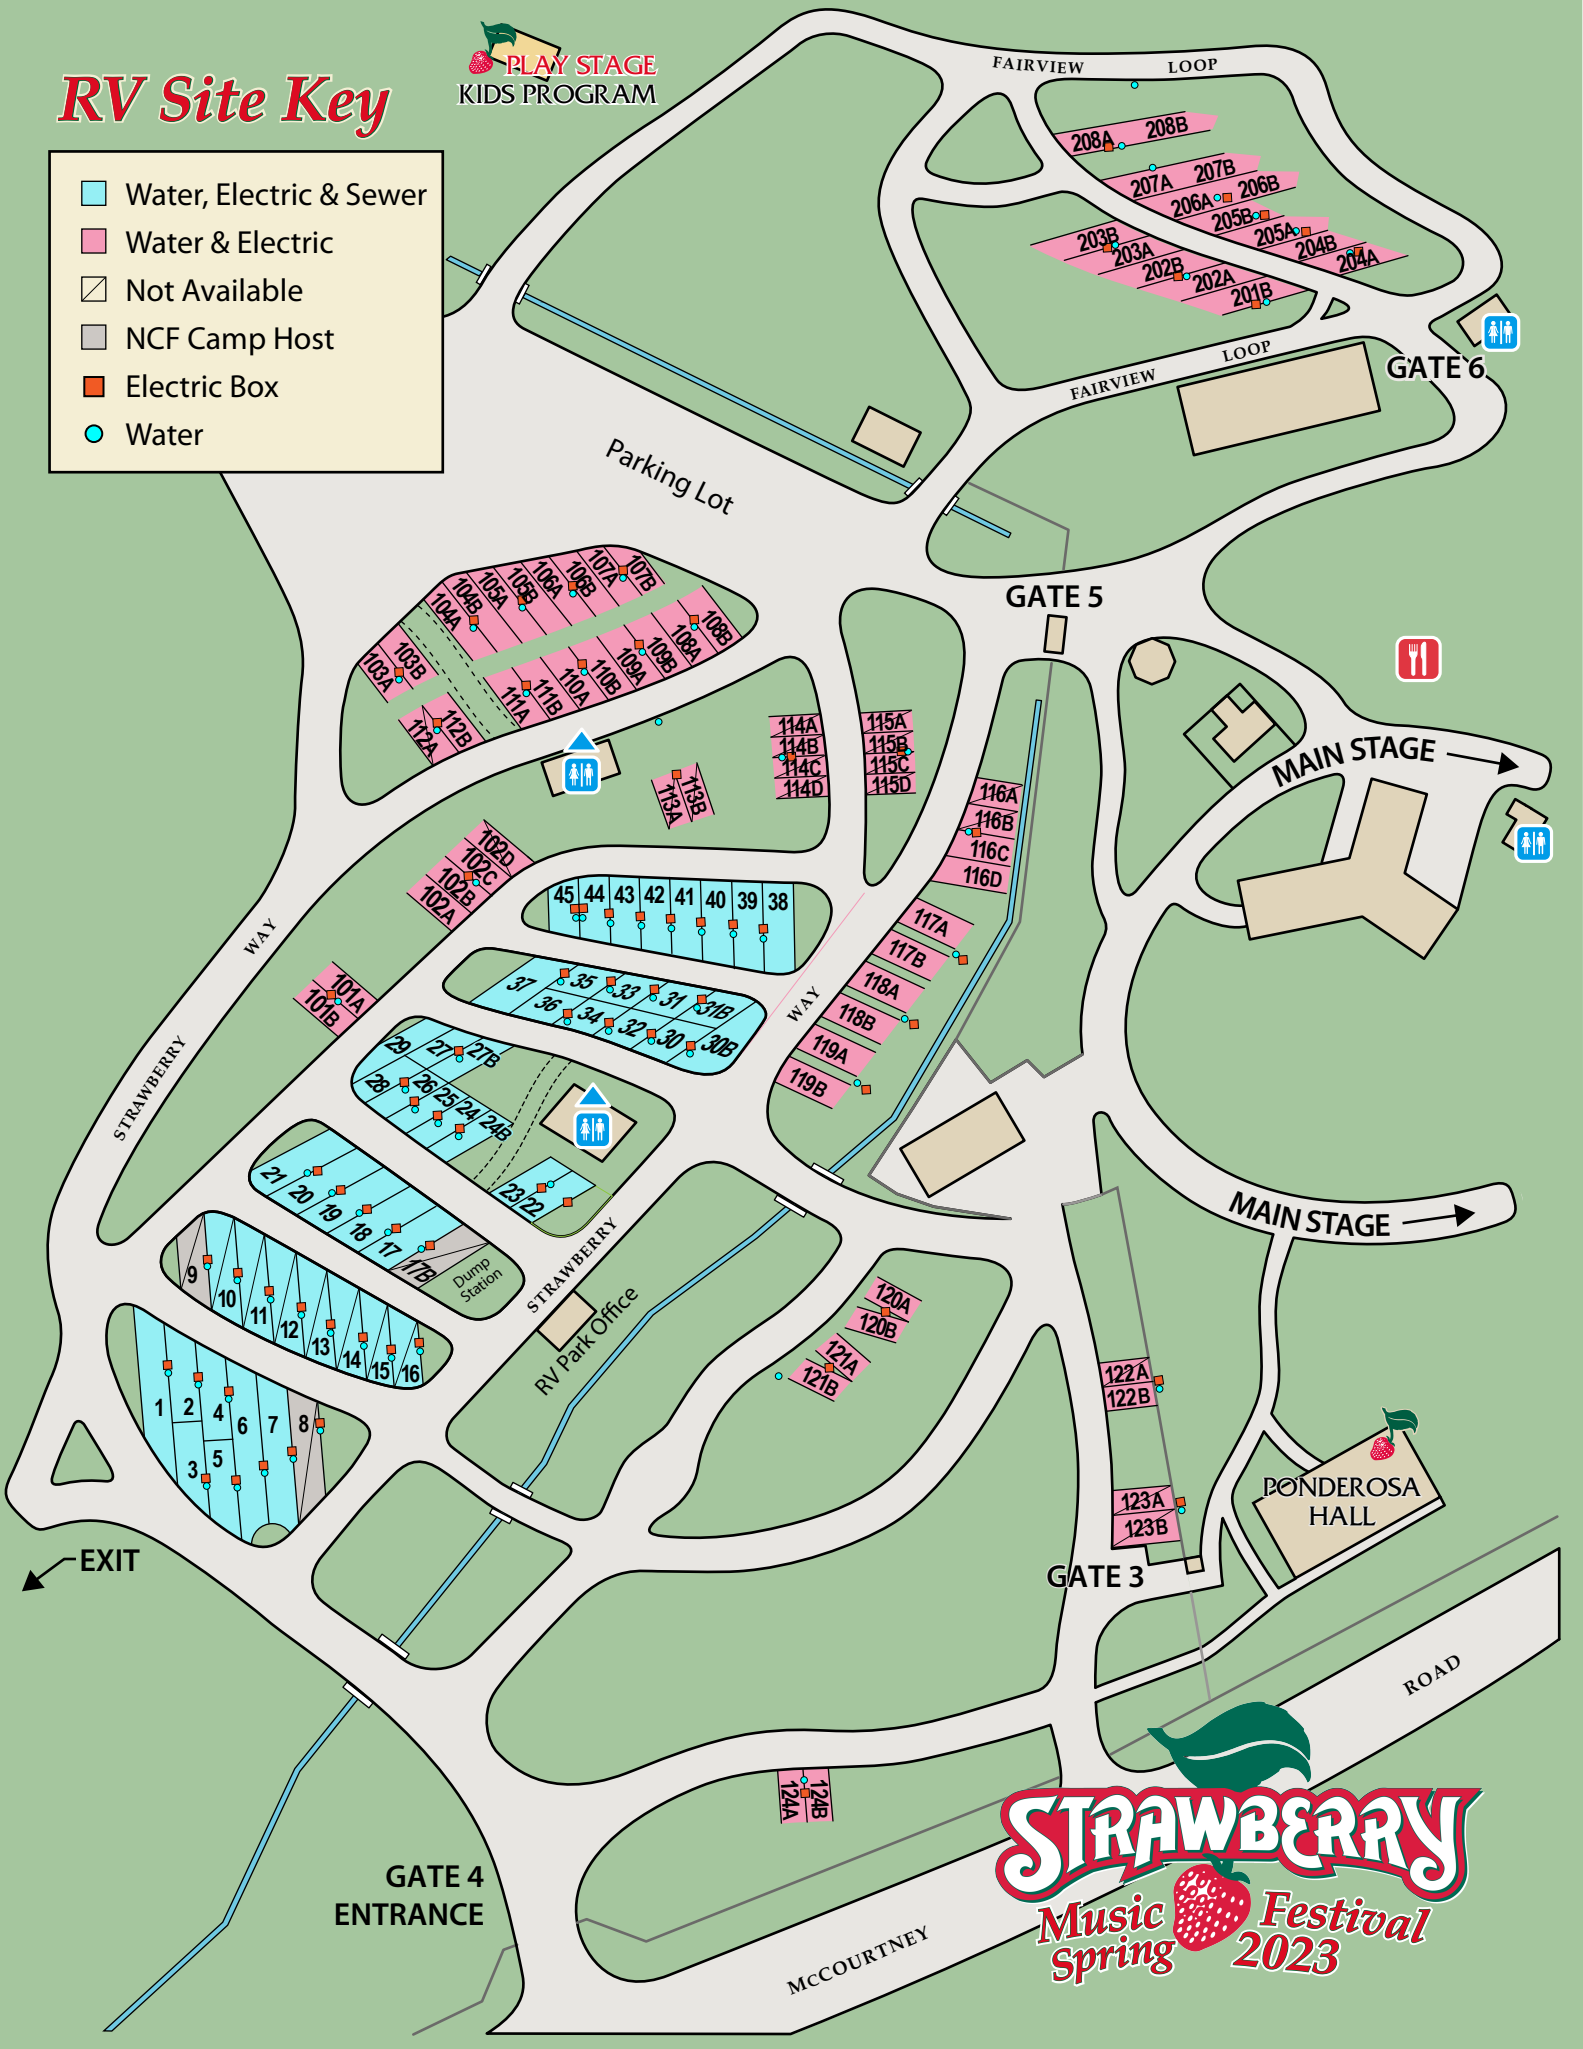 RV Site Key
Water, Electric & Sewer
Water & Electric
Not Available
NCF Camp Host
Electric Box
Water
PLAY STAGE
KIDS PROGRAM
FAIRVIEW LOOP
208A 208B
207A 207B
206A 206B
205B
205A
204B
204A
203B
203A
202B
202A
201B
FAIRVIEW LOOP
GATE 6
Parking Lot
GATE 5
103A
103B
104A
104B
105A
105B
106A
106B
107A
107B
108B
108A
109B
109A
110B
110A
111B
111A
112A
112B
113A
113B
114A
114B
114C
114D
115A
115B
115C
115D
116A
116B
116C
116D
117A
117B
118A
118B
119A
119B
MAIN STAGE
102D
102C
102B
102A
101A
101B
45 44 43 42 41 40 39 38
37 35 33 31 31B
36 34 32 30 30B
29 27 27B
28 26 25 24 24B
23 22
21 20 19 18 17 17B
Dump
Station
9 10 11 12 13 14 15 16
1 2 4 6 7 8
3 5
STRAWBERRY
WAY
STRAWBERRY
WAY
RV Park Office
MAIN STAGE
120A
120B
121A
121B
122A
122B
123A
123B
GATE 3
PONDEROSA
HALL
EXIT
124A
124B
GATE 4
ENTRANCE
McCOURTNEY
ROAD
STRAWBERRY
Music Festival
Spring 2023